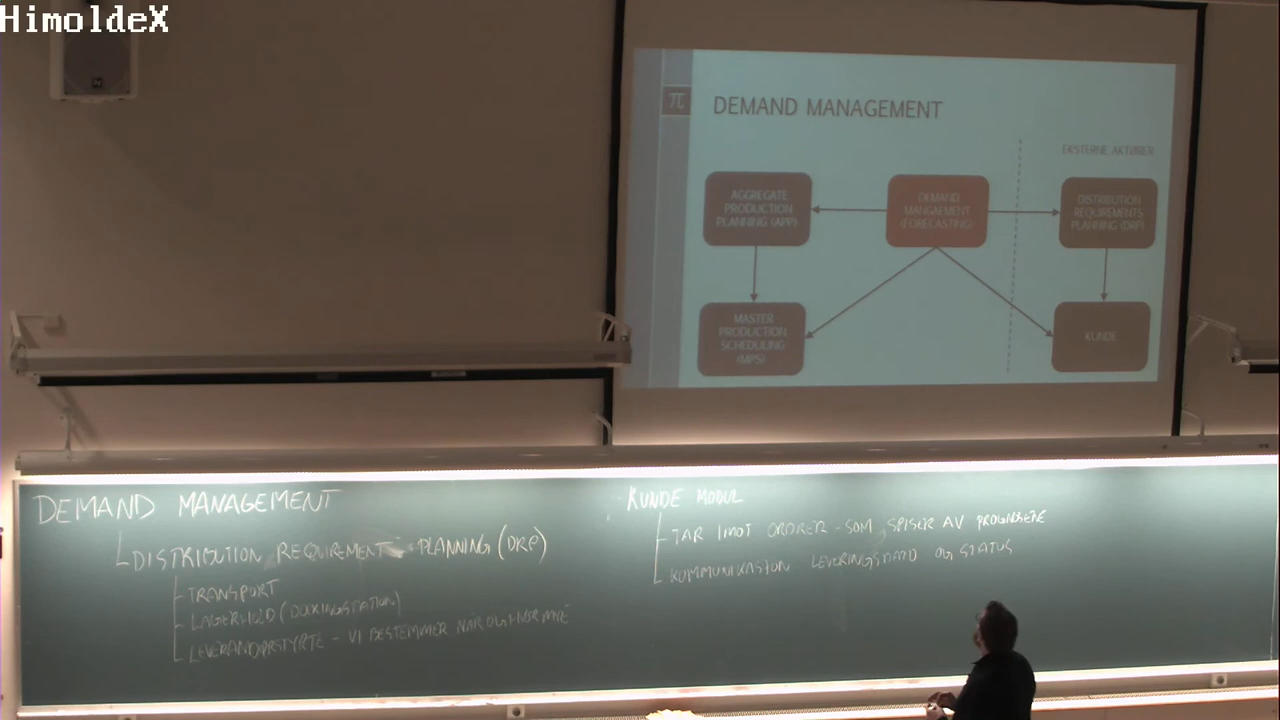 HimoldeX
π
DEMAND MANAGEMENT
EKSTERNE AKTØRER
AGGREGATE
PRODUCTION
PLANNING (APP)
DEMAND
MANGAEMENT
(FORECASTING)
DISTRIBUTION
REQUIREMENTS
PLANNING (DRP)
MASTER
PRODUCTION
SCHEDULING
(MPS)
KUNDE
DEMAND MANAGEMENT
DISTRIBUTION REQUIREMENT PLANNING (DRP)
TRANSPORT
LAGERHOLD (DOCKINGSTATION)
LEVERANDØRSTYRTE - VI BESTEMMER NÅR OG HVOR MYE
KUNDE MODUL
TAR IMOT ORDRER - SOM SPISER AV PROGNOSENE
KOMMUNIKASJON LEVERINGSTID OG STATUS